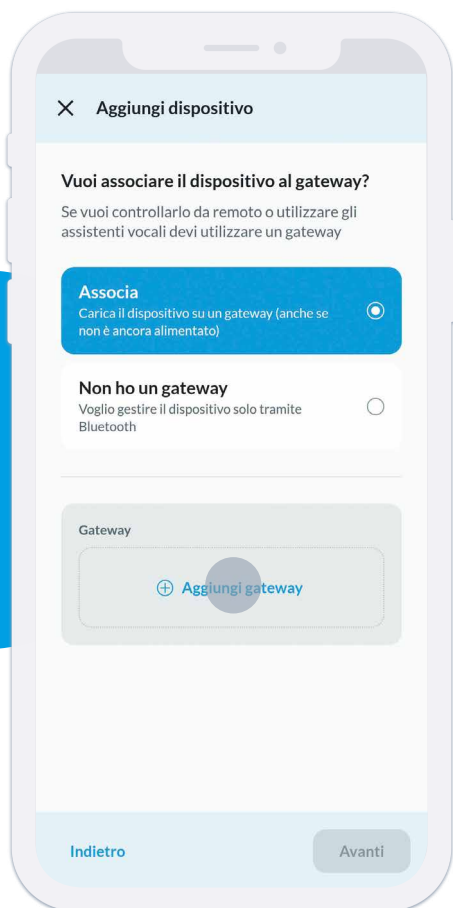 Aggiungi dispositivo
Vuoi associare il dispositivo al gateway?
Se vuoi controllarlo da remoto o utilizzare gli
assistenti vocali devi utilizzare un gateway
Associa
Carica il dispositivo su un gateway (anche se
non è ancora alimentato)
Non ho un gateway
Voglio gestire il dispositivo solo tramite
Bluetooth
Gateway
Aggiungi gateway
Indietro
Avanti